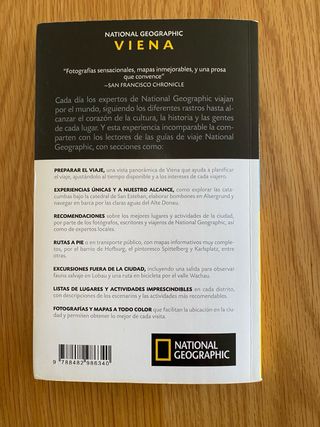 NATIONAL GEOGRAPHIC
VIENA
"Fotografías sensacionales, mapas inmejorables, y una prosa
que convence"
–SAN FRANCISCO CHRONICLE
Cada día los expertos de National Geographic viajan
por el mundo, siguiendo los diferentes rastros hasta al-
canzar el corazón de la cultura, la historia y las gentes
de cada lugar. Y esta experiencia incomparable la com-
parten con los lectores de las guías de viaje National
Geographic, con secciones como:
PREPARAR EL VIAJE, una vista panorámica de Viena que ayuda a planificar
el viaje, ajustándolo al tiempo disponible y a los intereses de cada viajero.
EXPERIENCIAS ÚNICAS Y A NUESTRO ALCANCE, como explorar las cata-
cumbas bajo la catedral de San Esteban, elaborar bombones en Alsergrund y
navegar en barca por las claras aguas del Alte Donau.
RECOMENDACIONES sobre los mejores lugares y actividades de la ciudad,
por parte de los fotógrafos, escritores y viajeros de National Geographic, así
como de expertos locales.
RUTAS A PIE o en transporte público, con mapas informativos muy comple-
tos, por el barrio de Hofburg, el pintoresco Spittelberg y Karlsplatz, entre
otras.
EXCURSIONES FUERA DE LA CIUDAD, incluyendo una salida para observar
fauna salvaje en Lobau y una ruta en bicicleta por el valle Wachau.
LISTAS DE LUGARES Y ACTIVIDADES IMPRESCINDIBLES en cada distrito,
con descripciones de los escenarios y las actividades más recomendables.
FOTOGRAFÍAS Y MAPAS A TODO COLOR que facilitan la ubicación en la ciu-
dad y permiten obtener lo mejor de cada visita.
9 788482 986340
NATIONAL
GEOGRAPHIC